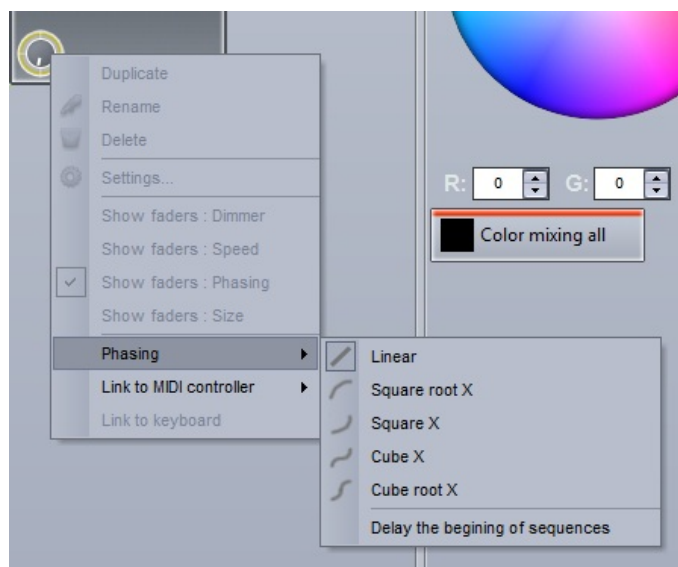 Duplicate
Rename
Delete
Settings...
Show faders : Dimmer
Show faders : Speed
Show faders : Phasing
Show faders : Size
Phasing
Link to MIDI controller
Link to keyboard
R: 0 G: 0
Color mixing all
Linear
Square root X
Square X
Cube X
Cube root X
Delay the begining of sequences